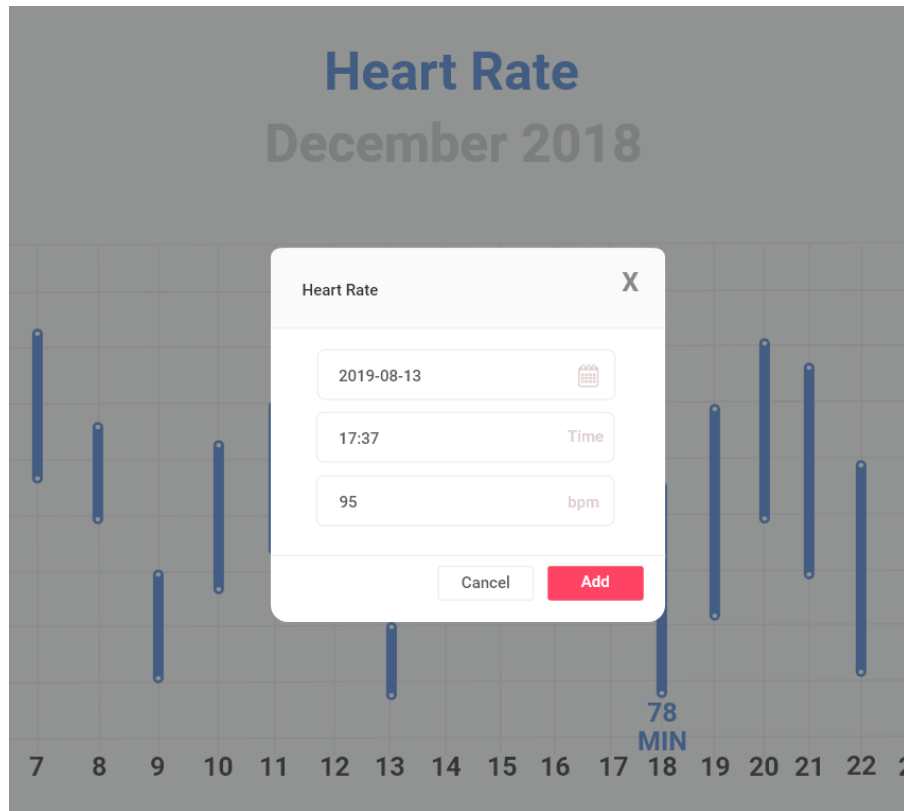 Heart Rate
December 2018
Heart Rate X
2019-08-13
17:37 Time
95 bpm
Cancel Add
78
MIN
7 8 9 10 11 12 13 14 15 16 17 18 19 20 21 22